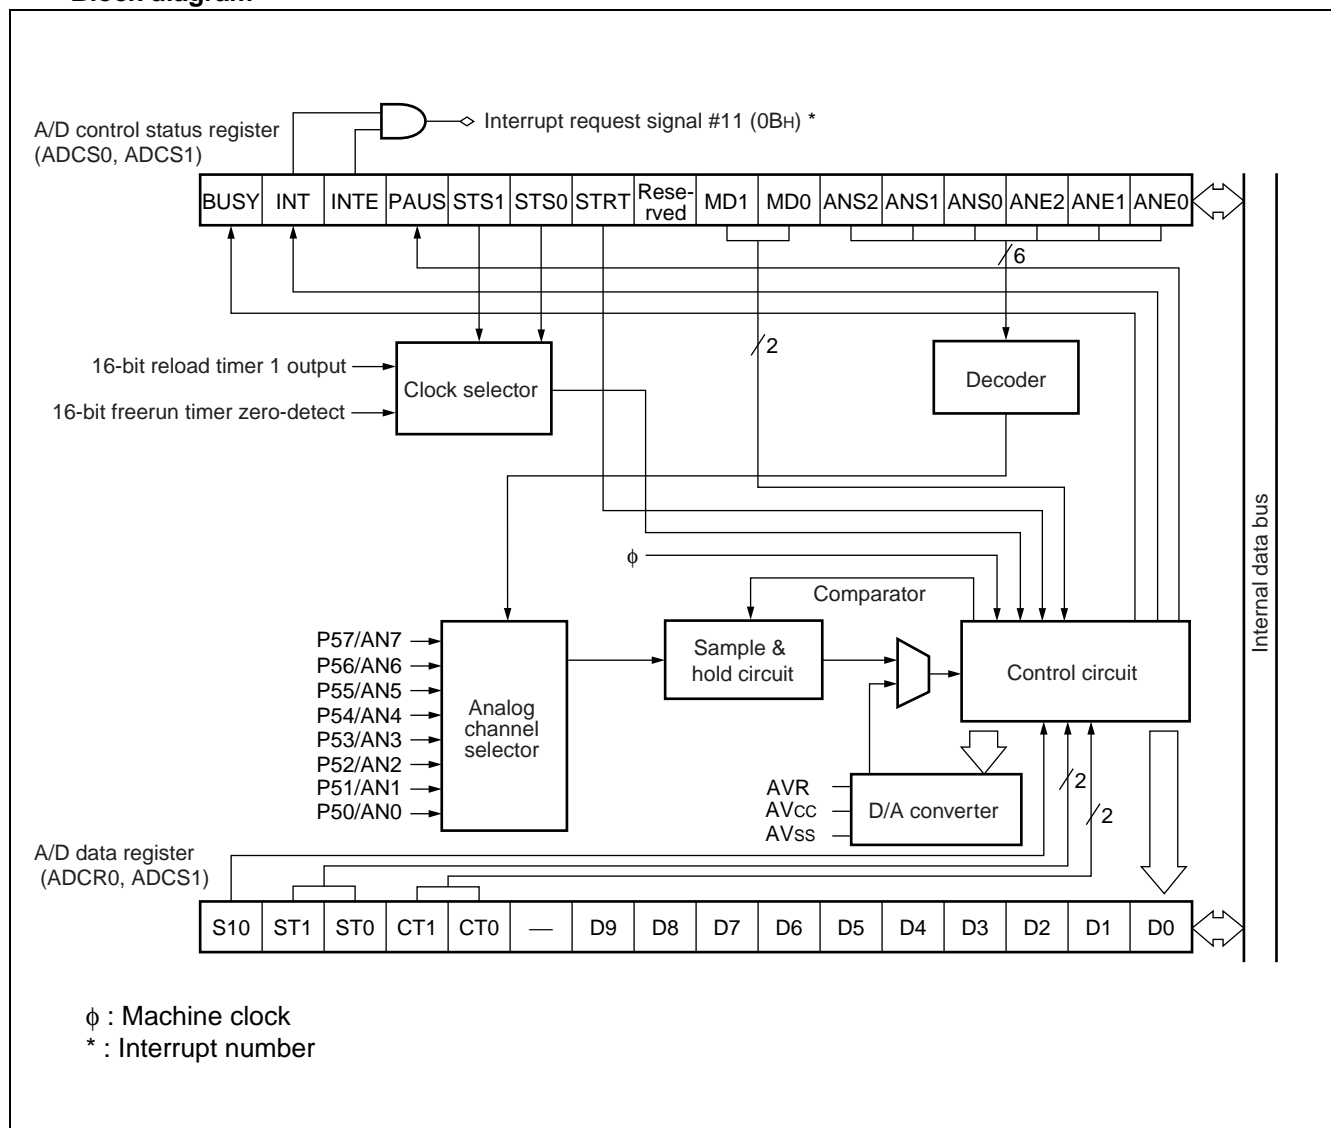 Block diagram
A/D control status register
(ADCS0, ADCS1)
Interrupt request signal #11 (0BH) *
BUSY INT INTE PAUS STS1 STS0 STRT Rese-
rved MD1 MD0 ANS2 ANS1 ANS0 ANE2 ANE1 ANE0
6
2
16-bit reload timer 1 output
16-bit freerun timer zero-detect
Clock selector
Decoder
Internal data bus
φ
Comparator
P57/AN7
P56/AN6
P55/AN5
P54/AN4
P53/AN3
P52/AN2
P51/AN1
P50/AN0
Analog
channel
selector
Sample &
hold circuit
Control circuit
AVR
AVCC
AVSS
D/A converter
2
2
A/D data register
(ADCR0, ADCS1)
S10 ST1 ST0 CT1 CT0 — D9 D8 D7 D6 D5 D4 D3 D2 D1 D0
φ : Machine clock
* : Interrupt number